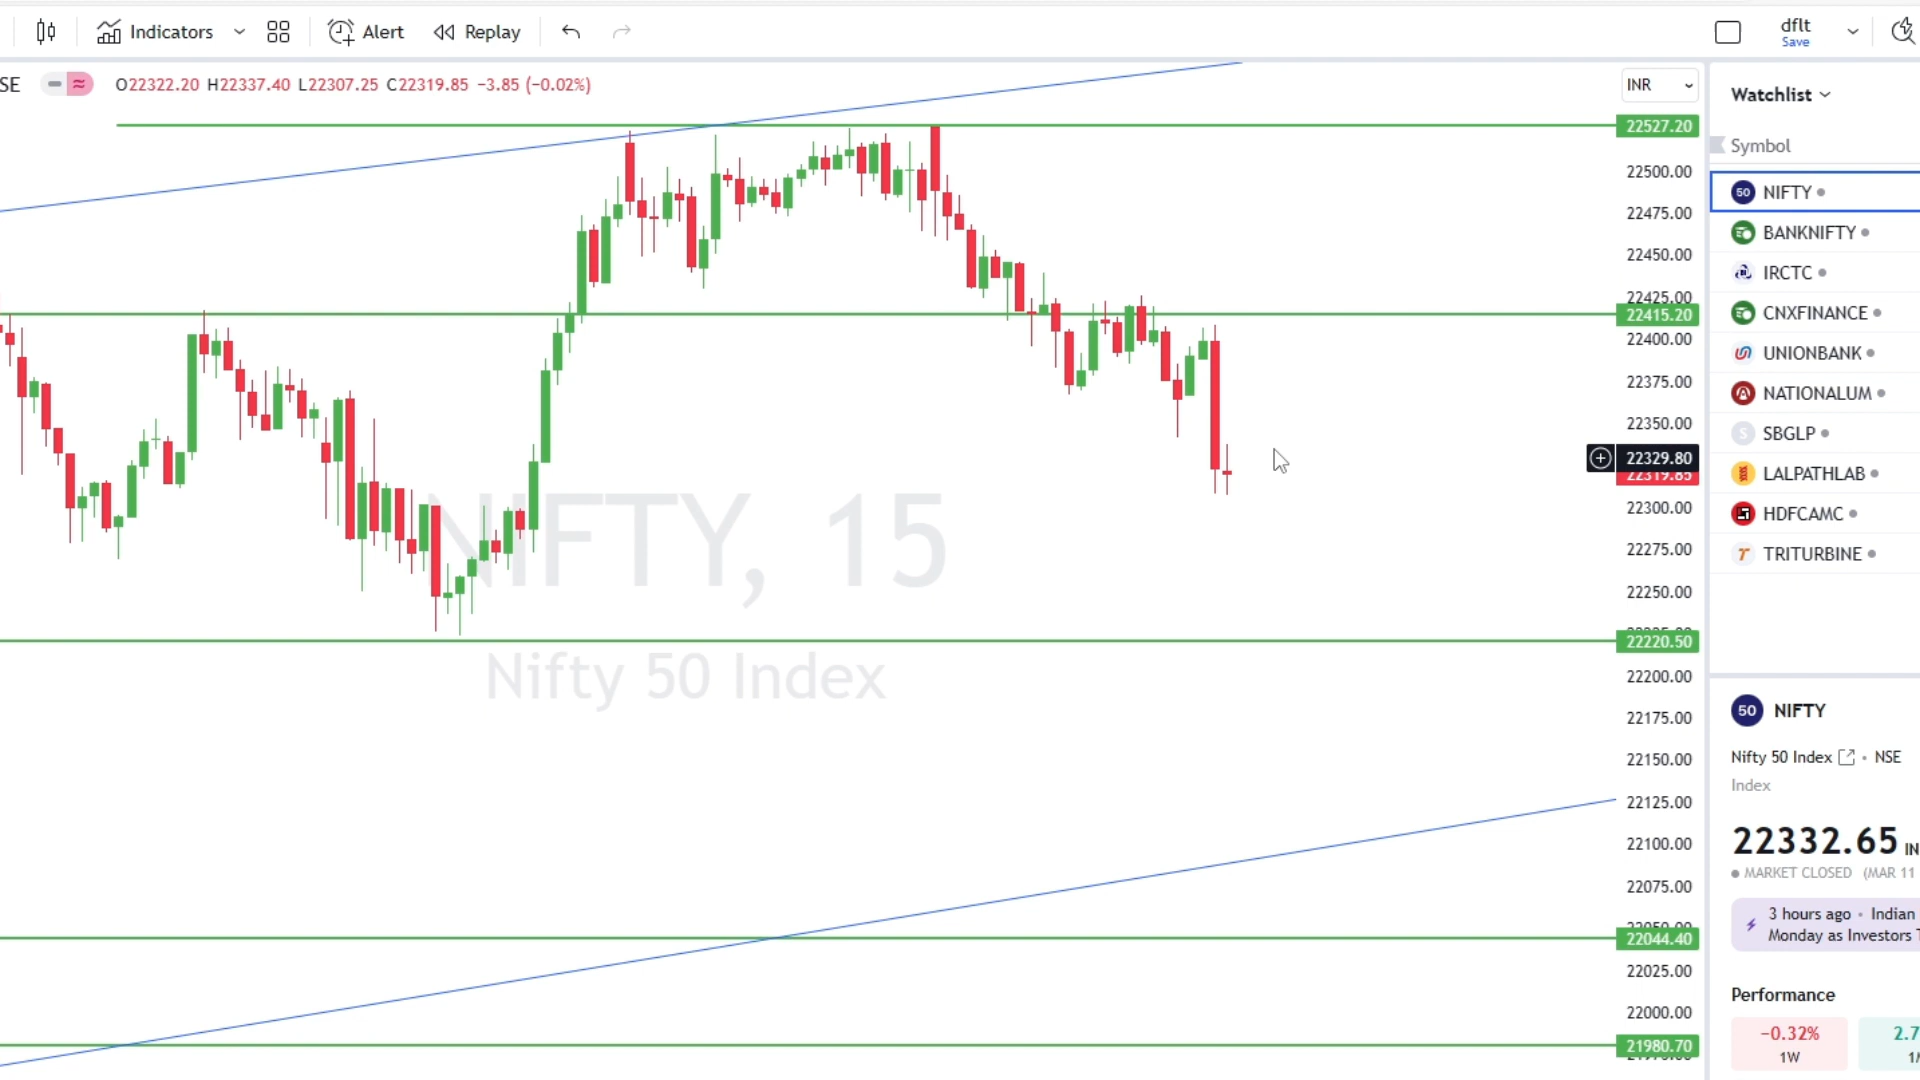 Indicators
Alert
Replay
dflt
Save
SE
O22322.20 H22337.40 L22307.25 C22319.85 −3.85 (−0.02%)
INR
Watchlist
Symbol
NIFTY
BANKNIFTY
IRCTC
CNXFINANCE
UNIONBANK
NATIONALUM
SBGLP
LALPATHLAB
HDFCAMC
TRITURBINE
22527.20
22500.00
22475.00
22450.00
22425.00
22415.20
22400.00
22375.00
22350.00
22329.80
22319.85
22300.00
22275.00
22250.00
22220.50
22200.00
22175.00
22150.00
22125.00
22100.00
22075.00
22044.40
22025.00
22000.00
21980.70
NIFTY, 15
Nifty 50 Index
50 NIFTY
Nifty 50 Index • NSE
Index
22332.65 IN
MARKET CLOSED (MAR 11
3 hours ago • Indian
Monday as Investors T
Performance
−0.32%
1W
2.7